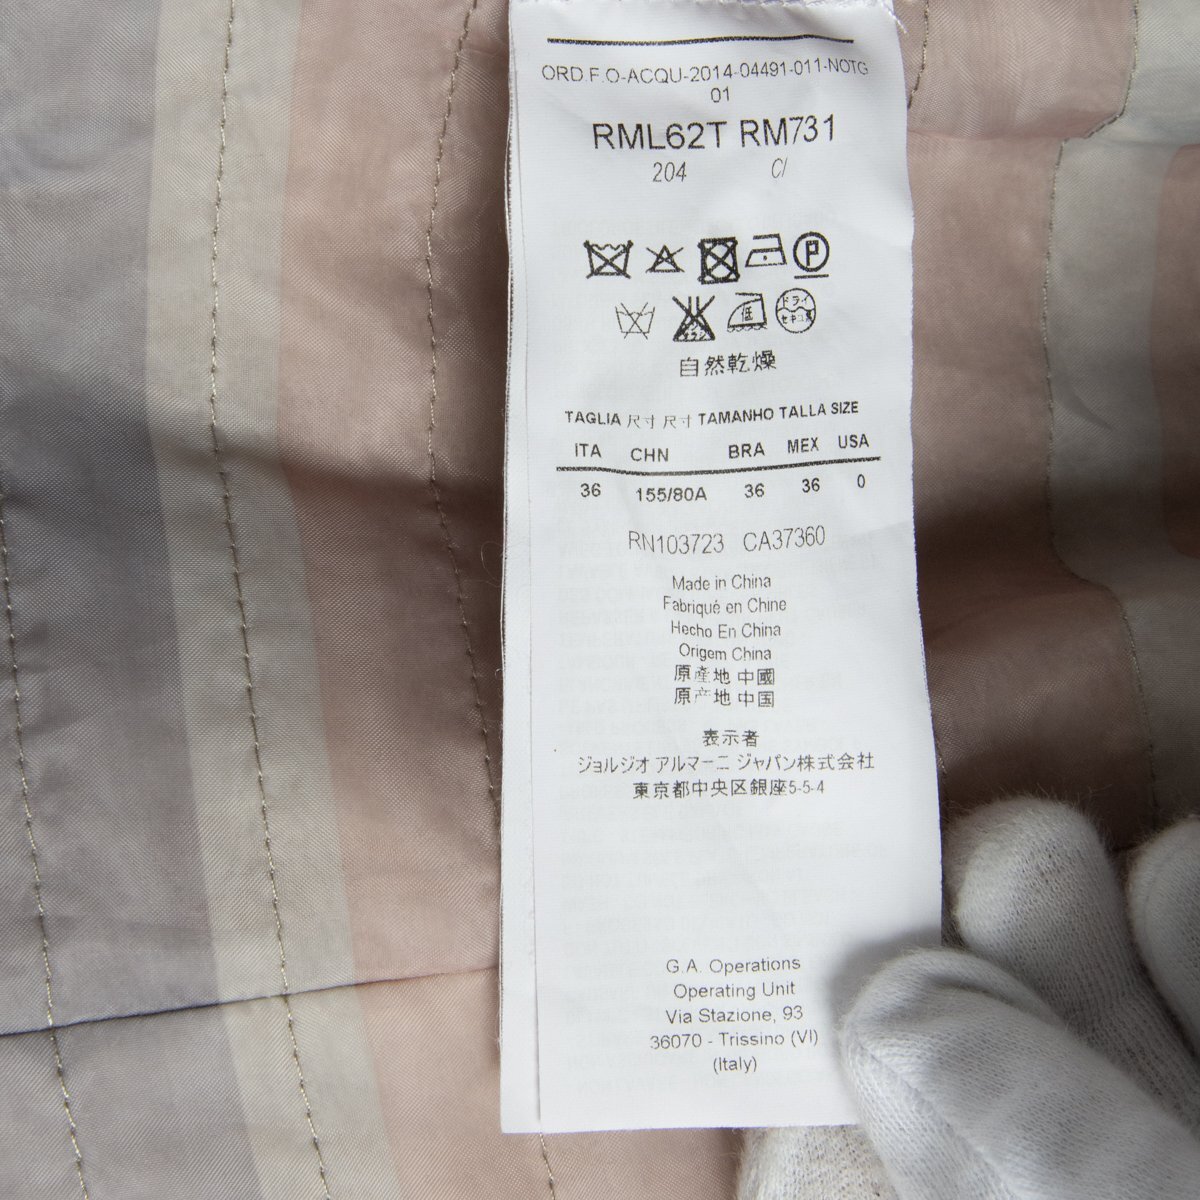 ORD.F.O-ACQU-2014-04491-011-NOTG
01
RML62T RM731
204 C/
P
低 ドライ
自然乾燥
TAGLIA 尺寸 尺寸 TAMANHO TALLA SIZE
ITA CHN BRA MEX USA
36 155/80A 36 36 0
RN103723 CA37360
Made in China
Fabriqué en Chine
Hecho En China
Origem China
原產地 中國
原产地 中国
表示者
ジョルジオ アルマーニ ジャパン株式会社
東京都中央区銀座5-5-4
G.A. Operations
Operating Unit
Via Stazione, 93
36070 - Trissino (VI)
(Italy)